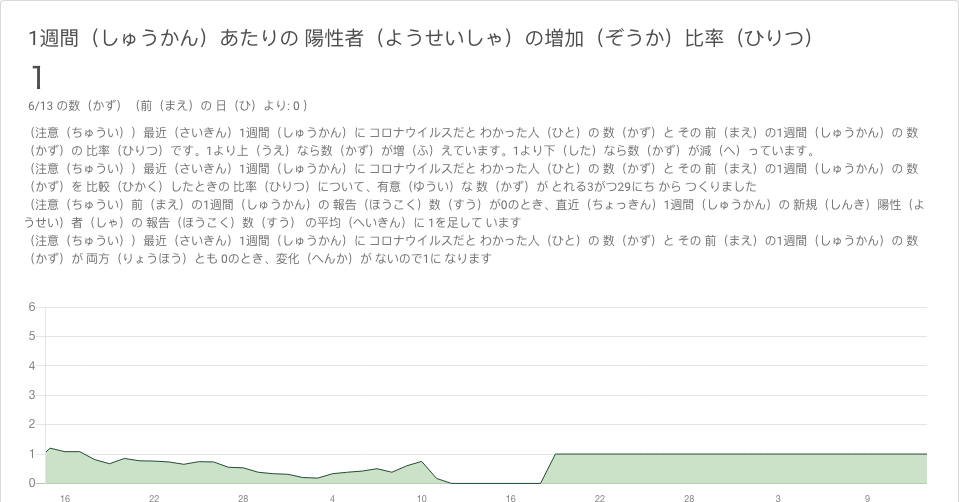 1週間（しゅうかん）あたりの 陽性者（ようせいしゃ）の増加（ぞうか）比率（ひりつ）
1
6/13 の数（かず）（前（まえ）の 日（ひ）より: 0 ）
（注意（ちゅうい））最近（さいきん）1週間（しゅうかん）に コロナウイルスだと わかった人（ひと）の 数（かず）と その 前（まえ）の1週間（しゅうかん）の 数
（かず）の 比率（ひりつ）です。1より上（うえ）なら数（かず）が増（ふ）えています。1より下（した）なら数（かず）が減（へ）っています。
（注意（ちゅうい））最近（さいきん）1週間（しゅうかん）に コロナウイルスだと わかった人（ひと）の 数（かず）と その 前（まえ）の1週間（しゅうかん）の 数
（かず）を 比較（ひかく）したときの 比率（ひりつ）について、有意（ゆうい）な 数（かず）が とれる3がつ29にち から つくりました
（注意（ちゅうい）前（まえ）の1週間（しゅうかん）の 報告（ほうこく）数（すう）が0のとき、直近（ちょっきん）1週間（しゅうかん）の 新規（しんき）陽性（よ
うせい）者（しゃ）の 報告（ほうこく）数（すう） の平均（へいきん）に 1を足して います
（注意（ちゅうい））最近（さいきん）1週間（しゅうかん）に コロナウイルスだと わかった人（ひと）の 数（かず）と その 前（まえ）の1週間（しゅうかん）の 数
（かず）が 両方（りょうほう）とも 0のとき、変化（へんか）が ないので1に なります
6
5
4
3
2
1
0
16 22 28 4 10 16 22 28 3 9